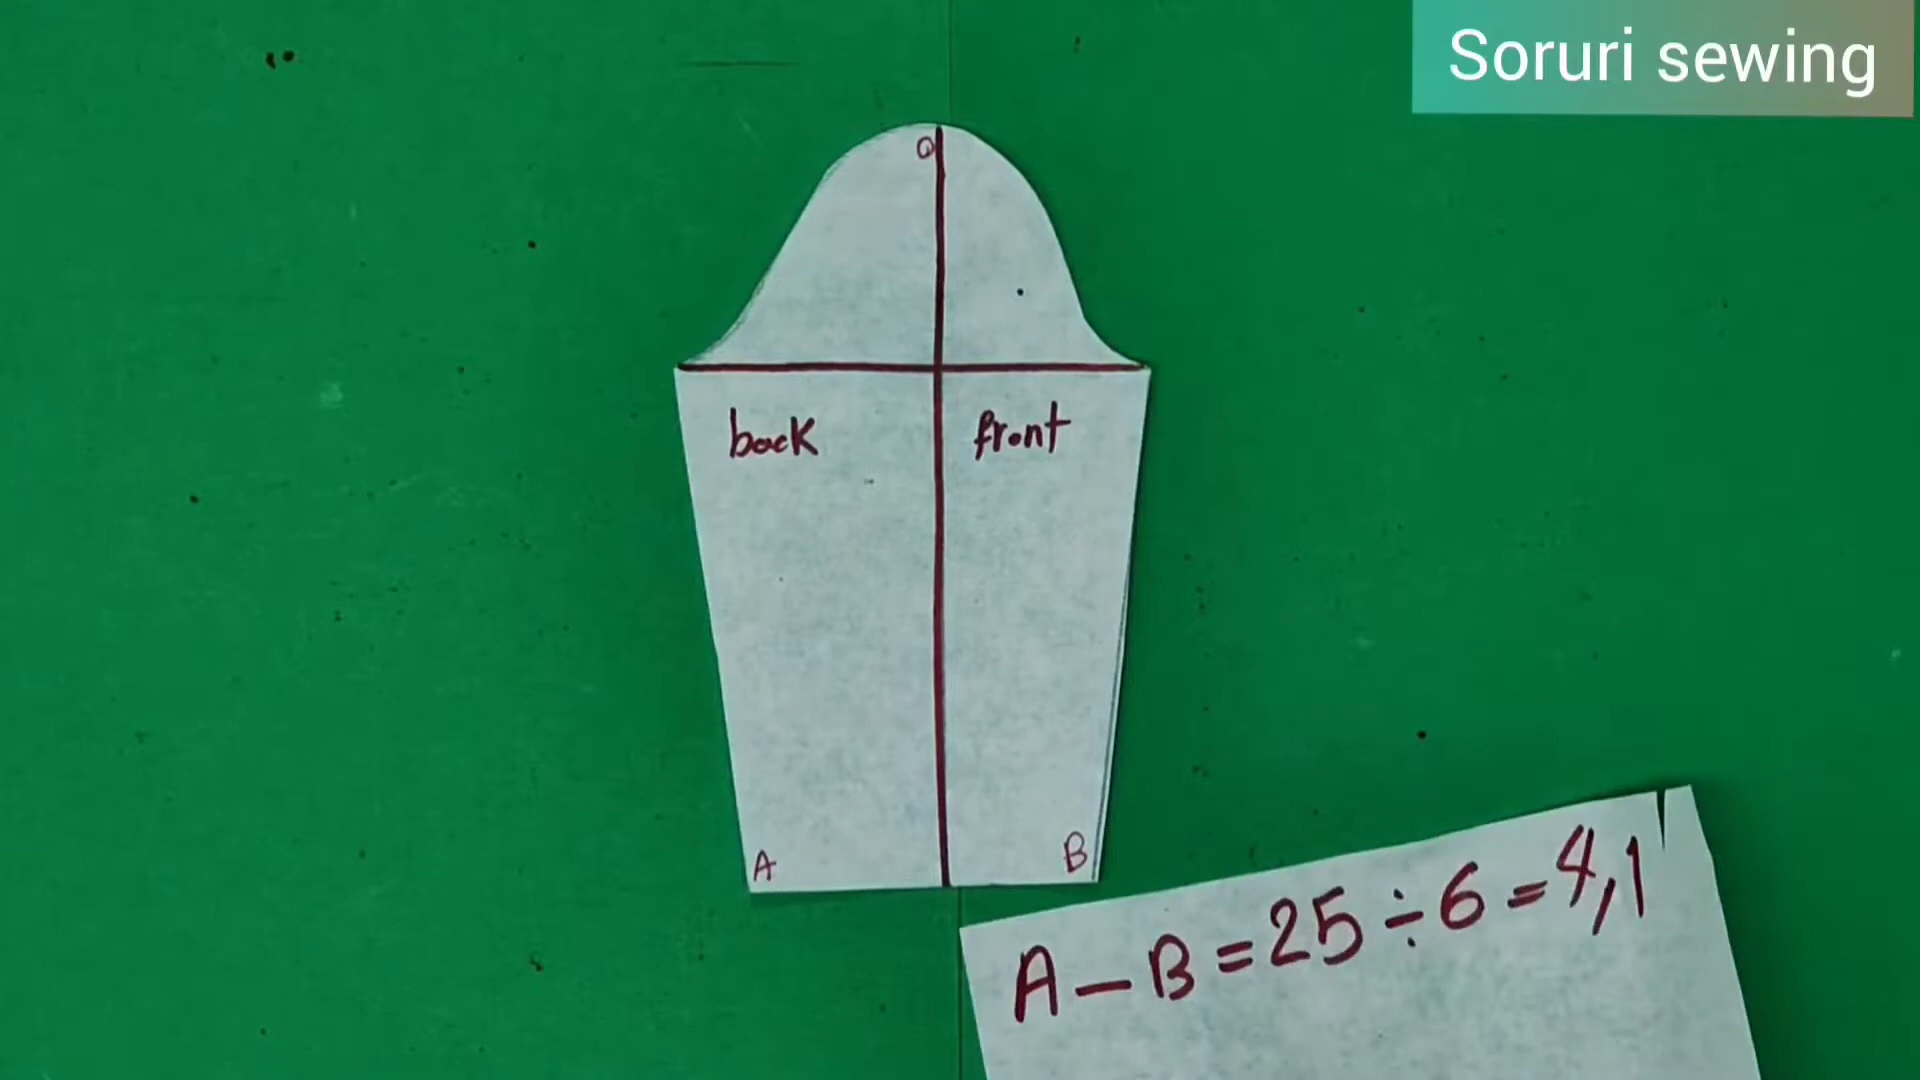 Soruri sewing
O
back front
A B
A-B=25÷6=4,1